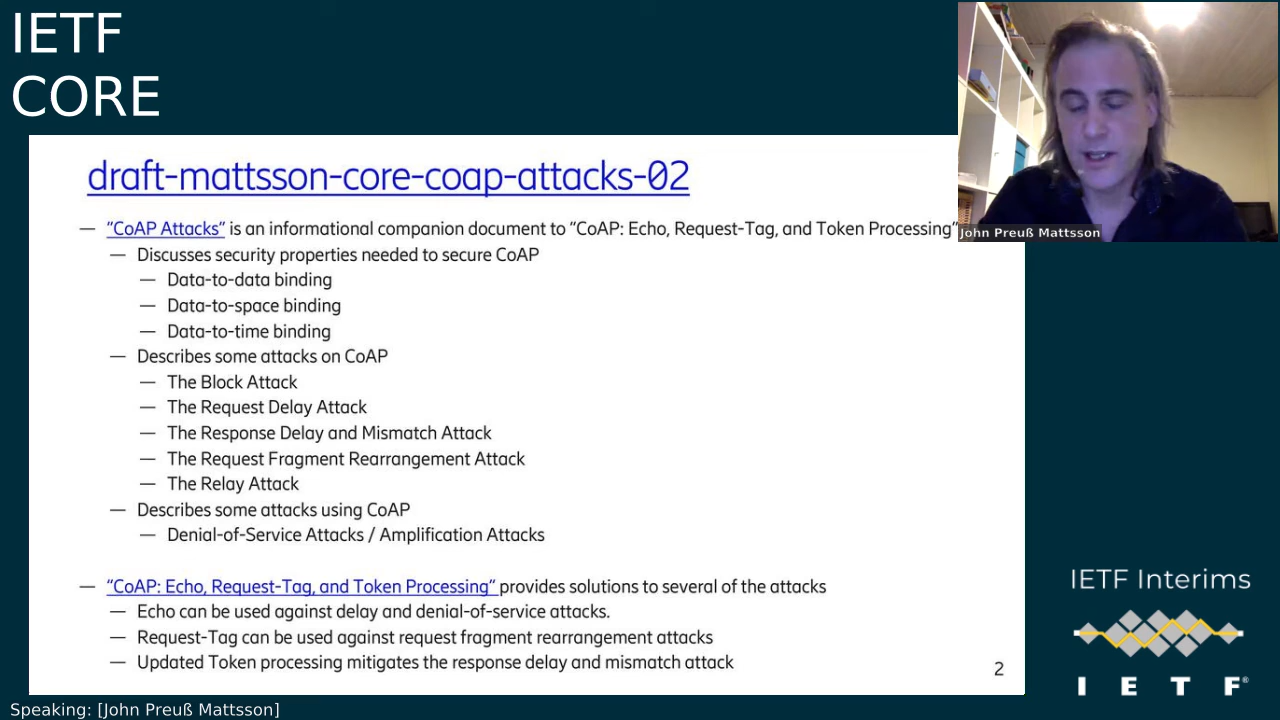 IETF
CORE
draft-mattsson-core-coap-attacks-02
— “CoAP Attacks” is an informational companion document to “CoAP: Echo, Request-Tag, and Token Processing”
— Discusses security properties needed to secure CoAP
— Data-to-data binding
— Data-to-space binding
— Data-to-time binding
— Describes some attacks on CoAP
— The Block Attack
— The Request Delay Attack
— The Response Delay and Mismatch Attack
— The Request Fragment Rearrangement Attack
— The Relay Attack
— Describes some attacks using CoAP
— Denial-of-Service Attacks / Amplification Attacks
— “CoAP: Echo, Request-Tag, and Token Processing” provides solutions to several of the attacks
— Echo can be used against delay and denial-of-service attacks.
— Request-Tag can be used against request fragment rearrangement attacks
— Updated Token processing mitigates the response delay and mismatch attack
2
John Preuß Mattsson
IETF Interims
I E T F®
Speaking: [John Preuß Mattsson]